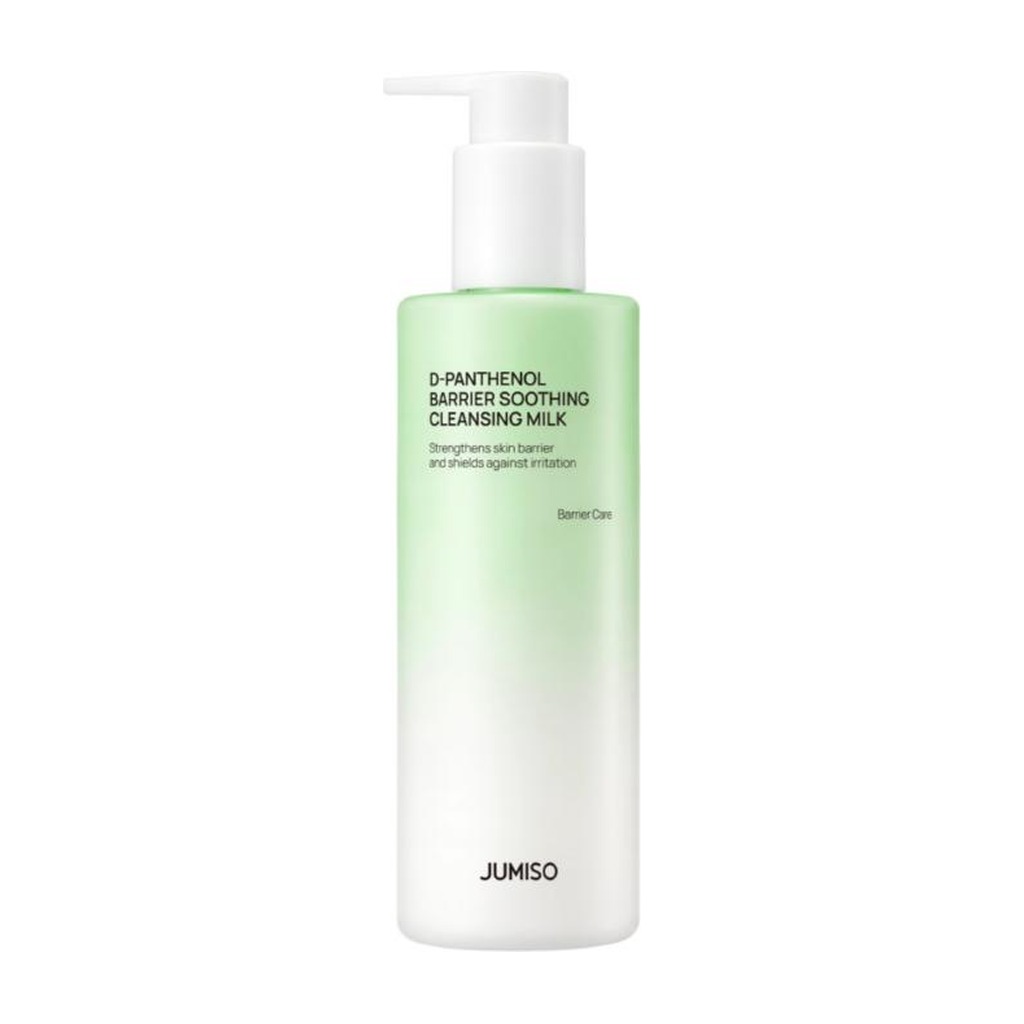 D-PANTHENOL
BARRIER SOOTHING
CLEANSING MILK
Strengthens skin barrier
and shields against irritation
Barrier Care
JUMISO